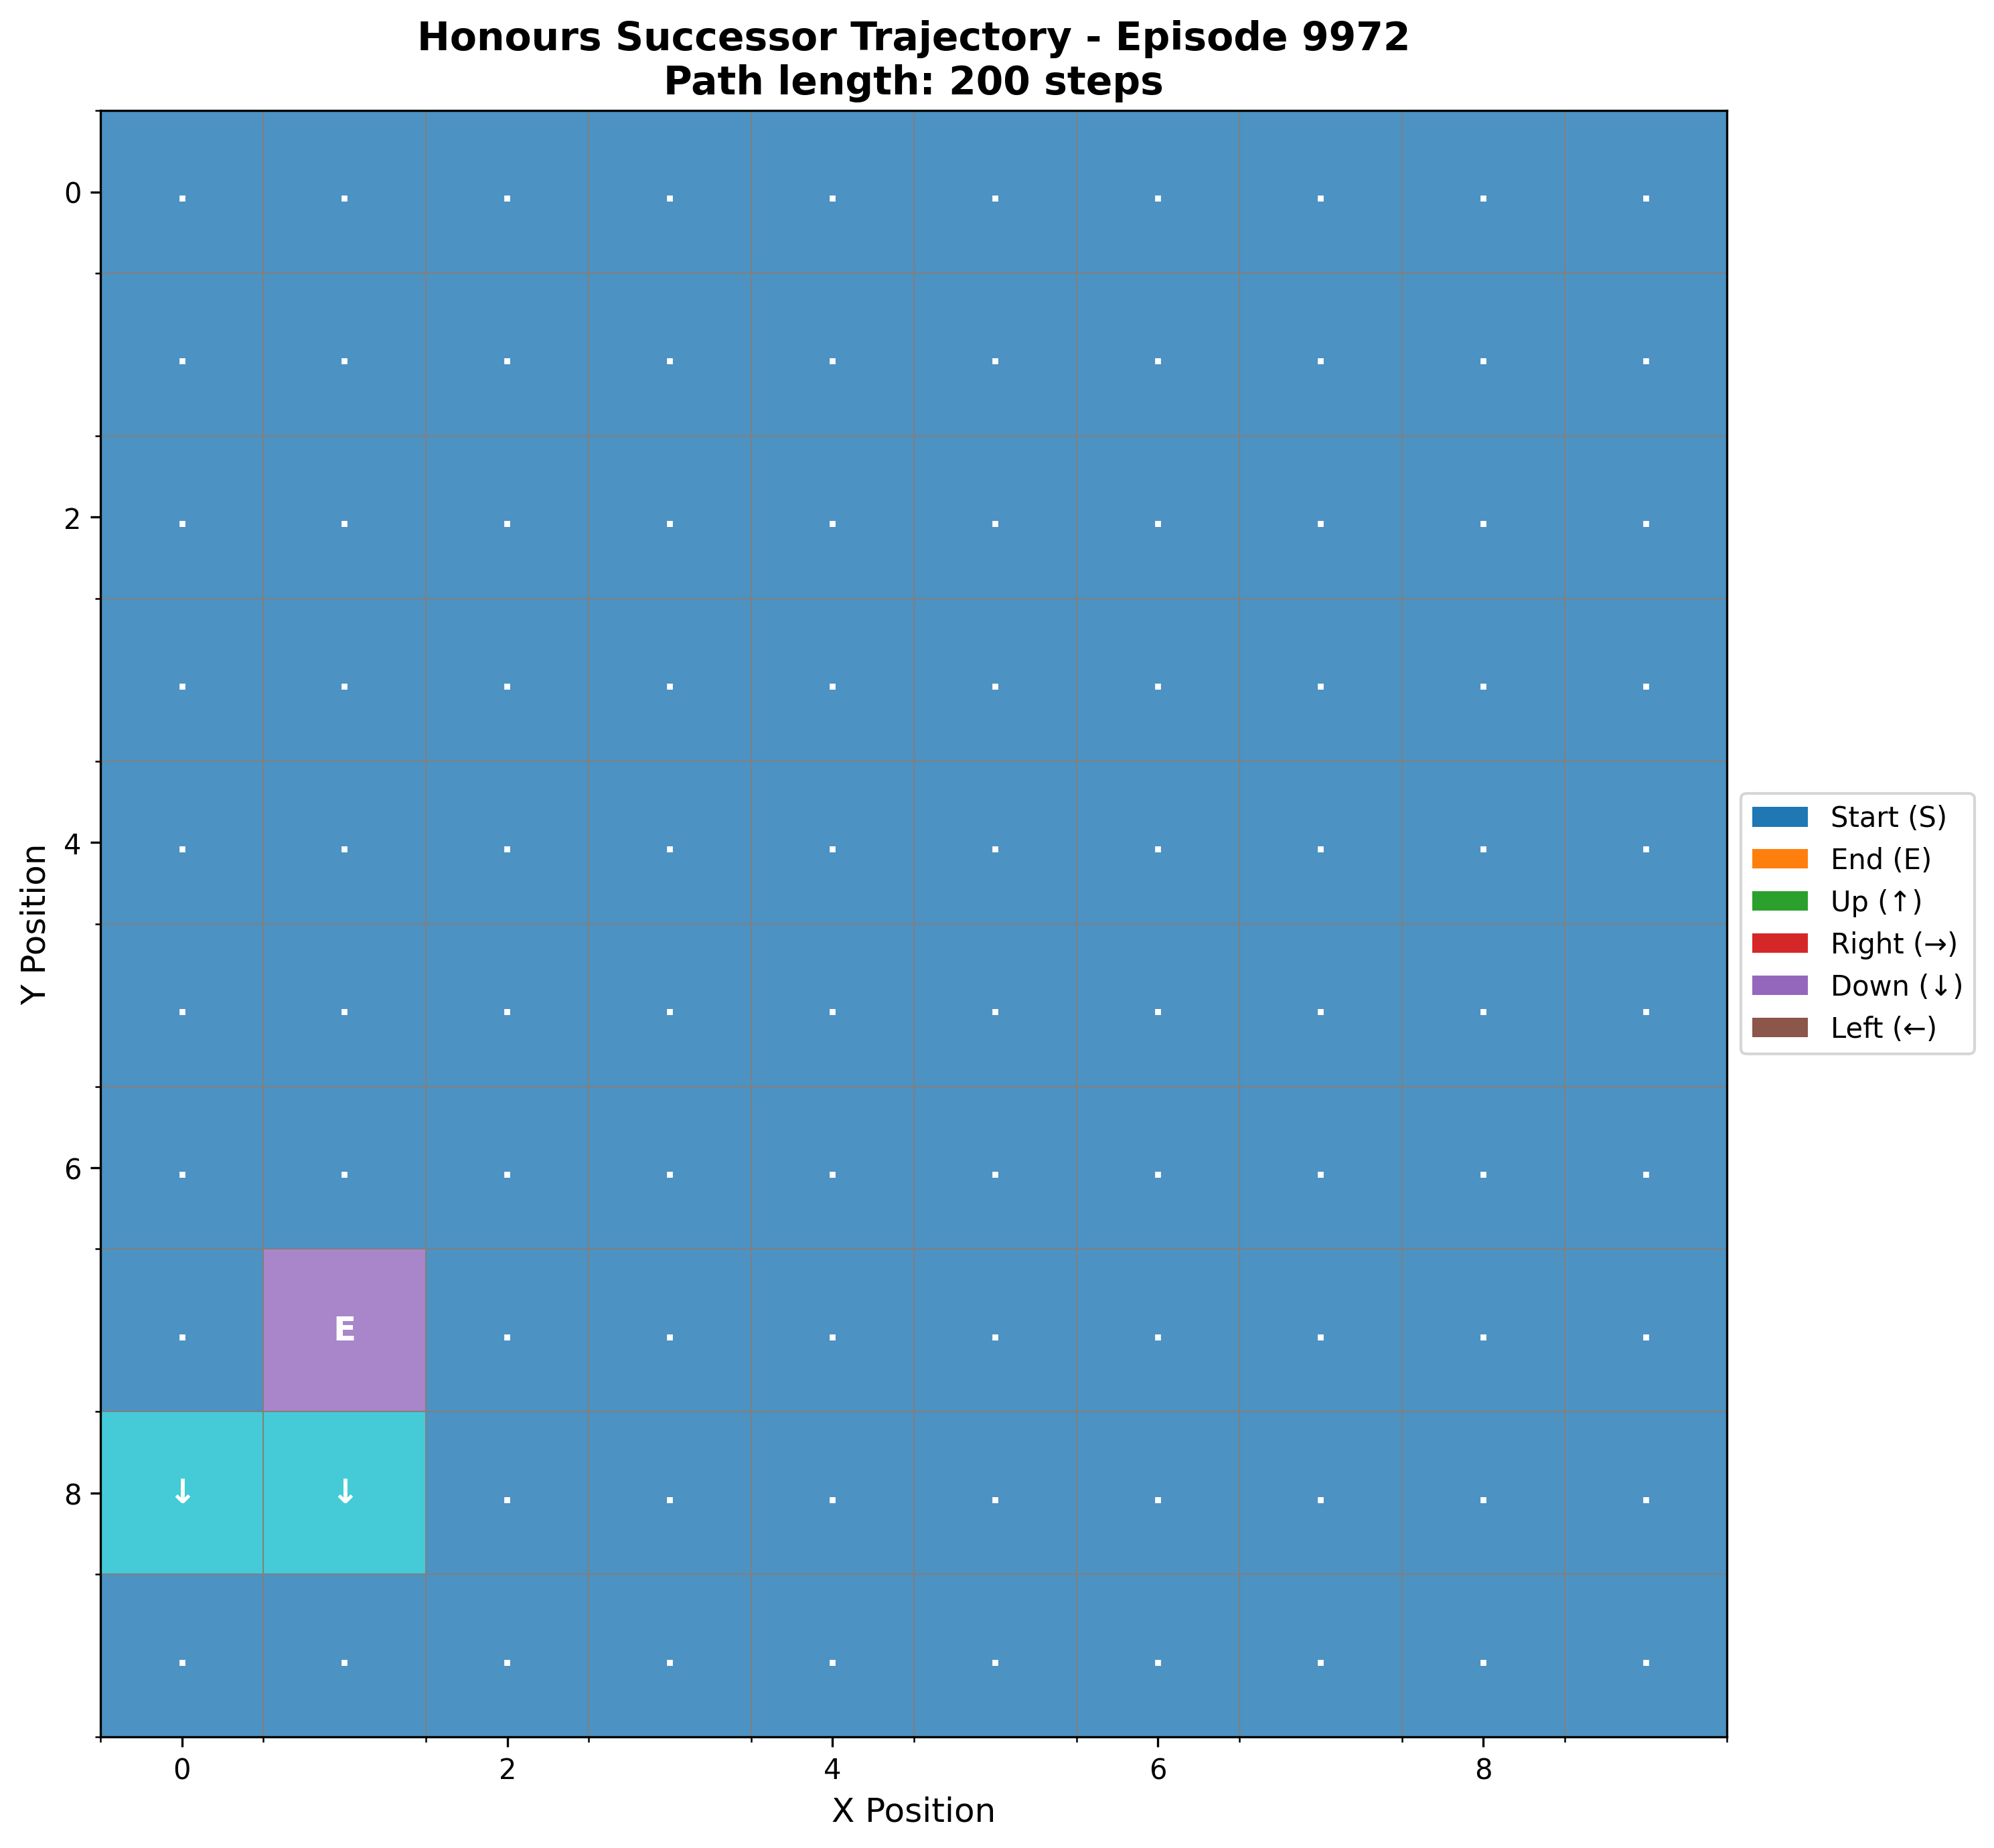 Honours Successor Trajectory - Episode 9972
Path length: 200 steps
Y Position
0
2
4
6
8
E
↓ ↓
0 2 4 6 8
X Position
Start (S)
End (E)
Up (↑)
Right (→)
Down (↓)
Left (←)